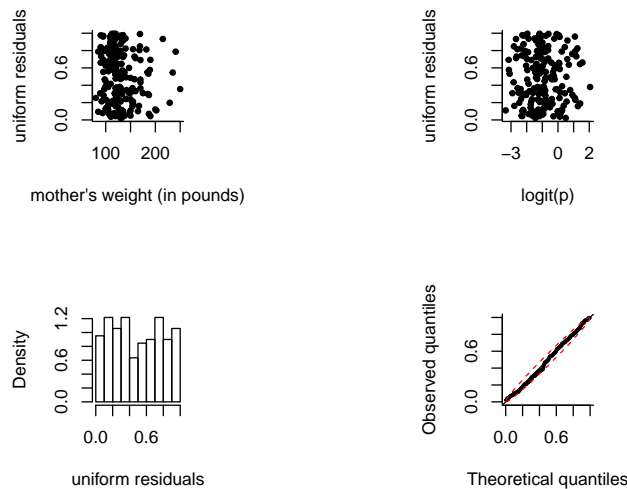 uniform residuals
0.0 0.6
100 200
mother's weight (in pounds)
uniform residuals
0.0 0.6
−3 0 2
logit(p)
Density
0.0 0.6 1.2
0.0 0.6
uniform residuals
Observed quantiles
0.0 0.6
0.0 0.6
Theoretical quantiles